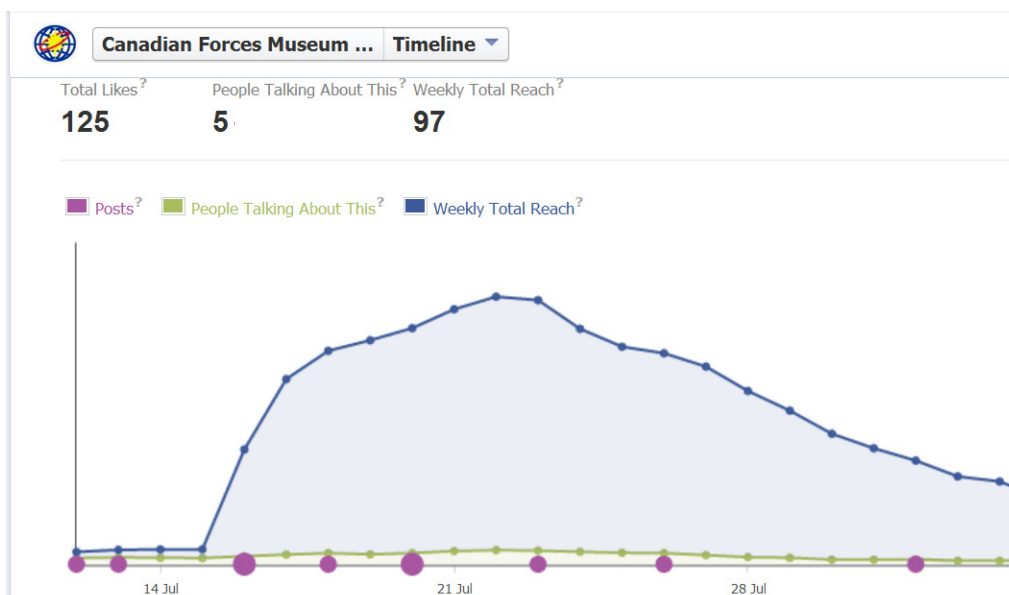 Canadian Forces Museum ... Timeline
Total Likes? People Talking About This? Weekly Total Reach?
125 5 97
Posts? People Talking About This? Weekly Total Reach?
14 Jul 21 Jul 28 Jul